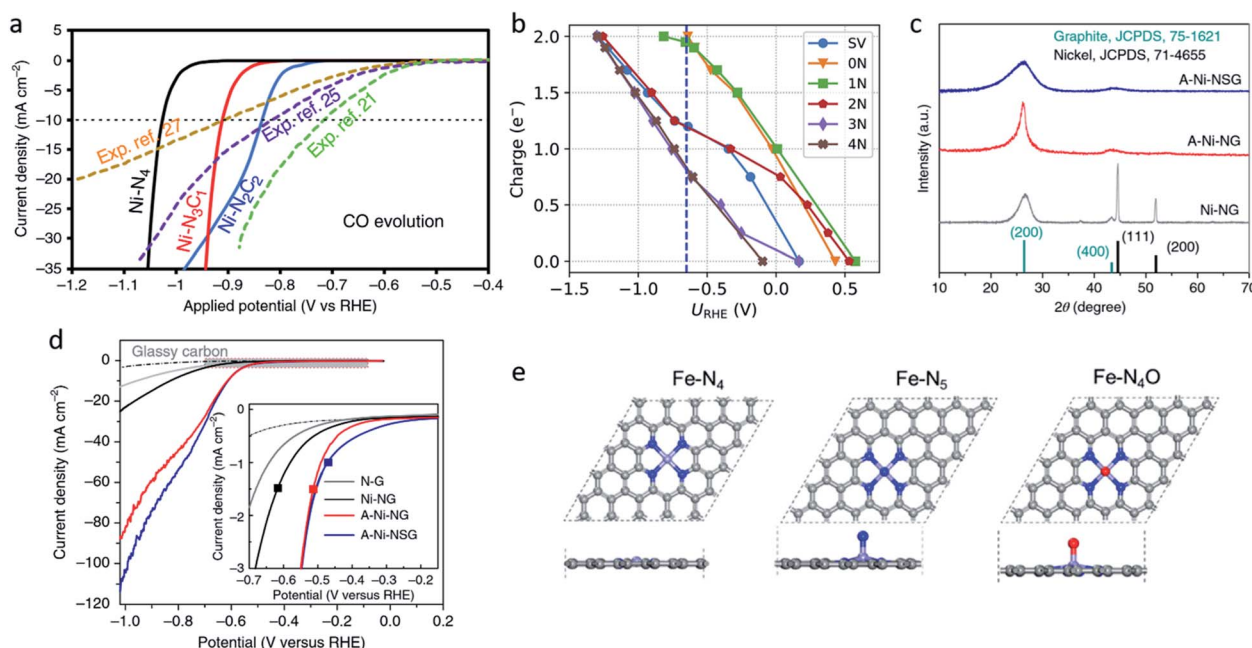 a
5
0
−5
−10
−15
−20
−25
−30
−35
Current density (mA cm⁻²)
Exp. ref. 27
Exp. ref. 25
Exp. ref. 21
Ni-N₄
Ni-N₃C₁
Ni-N₂C₂
CO evolution
−1.2 −1.1 −1 −0.9 −0.8 −0.7 −0.6 −0.5 −0.4
Applied potential (V vs RHE)
b
2.0
1.5
1.0
0.5
0.0
Charge (e⁻)
SV
0N
1N
2N
3N
4N
−1.5 −1.0 −0.5 0.0 0.5
U_RHE (V)
c
Graphite, JCPDS, 75-1621
Nickel, JCPDS, 71-4655
A-Ni-NSG
A-Ni-NG
Ni-NG
(200)
(400)
(111)
(200)
Intensity (a.u.)
10 20 30 40 50 60 70
2θ (degree)
d
Glassy carbon
0
−20
−40
−60
−80
−100
−120
Current density (mA cm⁻²)
0
−1
−2
−3
Current density (mA cm⁻²)
N-G
Ni-NG
A-Ni-NG
A-Ni-NSG
−0.7 −0.6 −0.5 −0.4 −0.3 −0.2
Potential (V versus RHE)
−1.0 −0.8 −0.6 −0.4 −0.2 0.0
Potential (V versus RHE)
e
Fe-N₄
Fe-N₅
Fe-N₄O